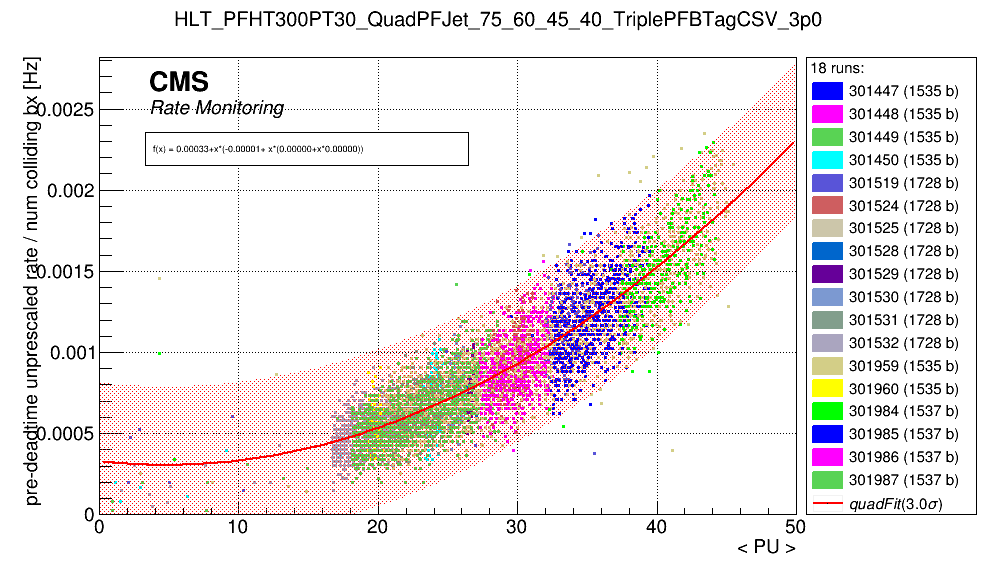 HLT_PFHT300PT30_QuadPFJet_75_60_45_40_TriplePFBTagCSV_3p0
pre-deadtime unprescaled rate / num colliding bx [Hz]
CMS
Rate Monitoring
f(x) = 0.00033+x*(-0.00001+ x*(0.00000+x*0.00000))
0.0025
0.002
0.0015
0.001
0.0005
0
0 10 20 30 40 50
< PU >
18 runs:
301447 (1535 b)
301448 (1535 b)
301449 (1535 b)
301450 (1535 b)
301519 (1728 b)
301524 (1728 b)
301525 (1728 b)
301528 (1728 b)
301529 (1728 b)
301530 (1728 b)
301531 (1728 b)
301532 (1728 b)
301959 (1535 b)
301960 (1535 b)
301984 (1537 b)
301985 (1537 b)
301986 (1537 b)
301987 (1537 b)
quadFit(3.0σ)